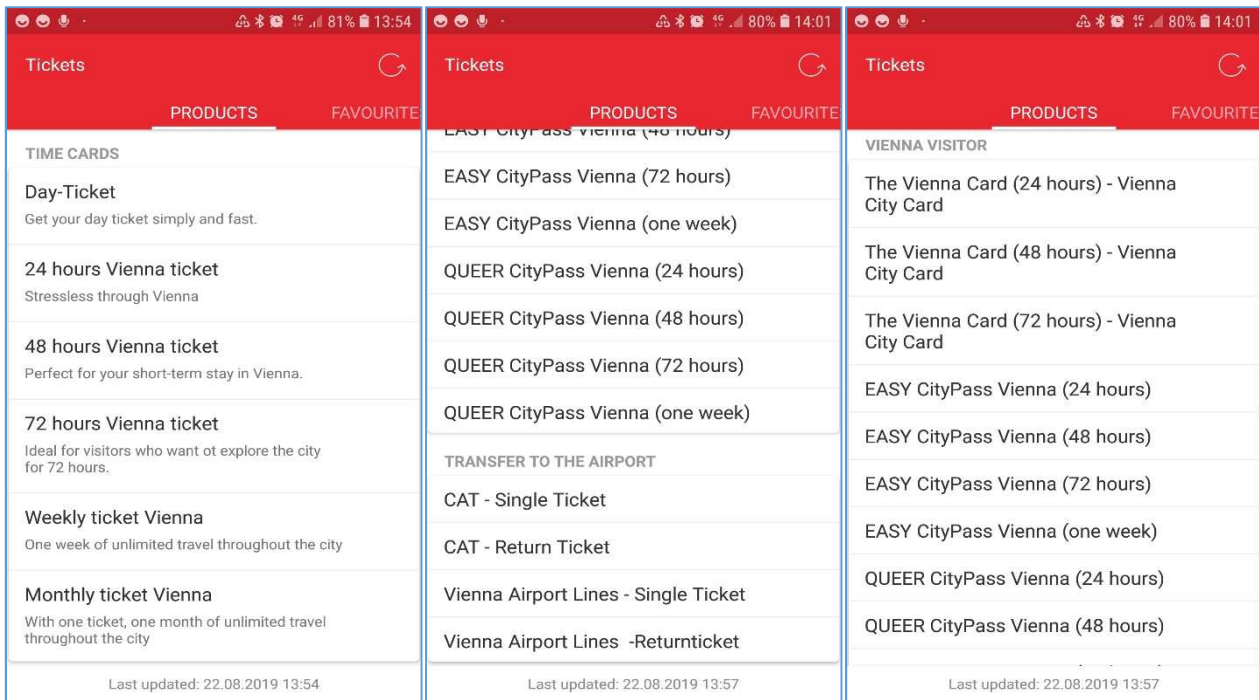 81% 13:54
Tickets
PRODUCTS FAVOURITE
TIME CARDS
Day-Ticket
Get your day ticket simply and fast.
24 hours Vienna ticket
Stressless through Vienna
48 hours Vienna ticket
Perfect for your short-term stay in Vienna.
72 hours Vienna ticket
Ideal for visitors who want ot explore the city
for 72 hours.
Weekly ticket Vienna
One week of unlimited travel throughout the city
Monthly ticket Vienna
With one ticket, one month of unlimited travel
throughout the city
Last updated: 22.08.2019 13:54
80% 14:01
Tickets
PRODUCTS FAVOURITE
EASY CityPass Vienna (48 hours)
EASY CityPass Vienna (72 hours)
EASY CityPass Vienna (one week)
QUEER CityPass Vienna (24 hours)
QUEER CityPass Vienna (48 hours)
QUEER CityPass Vienna (72 hours)
QUEER CityPass Vienna (one week)
TRANSFER TO THE AIRPORT
CAT - Single Ticket
CAT - Return Ticket
Vienna Airport Lines - Single Ticket
Vienna Airport Lines -Returnticket
Last updated: 22.08.2019 13:57
80% 14:01
Tickets
PRODUCTS FAVOURITE
VIENNA VISITOR
The Vienna Card (24 hours) - Vienna
City Card
The Vienna Card (48 hours) - Vienna
City Card
The Vienna Card (72 hours) - Vienna
City Card
EASY CityPass Vienna (24 hours)
EASY CityPass Vienna (48 hours)
EASY CityPass Vienna (72 hours)
EASY CityPass Vienna (one week)
QUEER CityPass Vienna (24 hours)
QUEER CityPass Vienna (48 hours)
Last updated: 22.08.2019 13:57